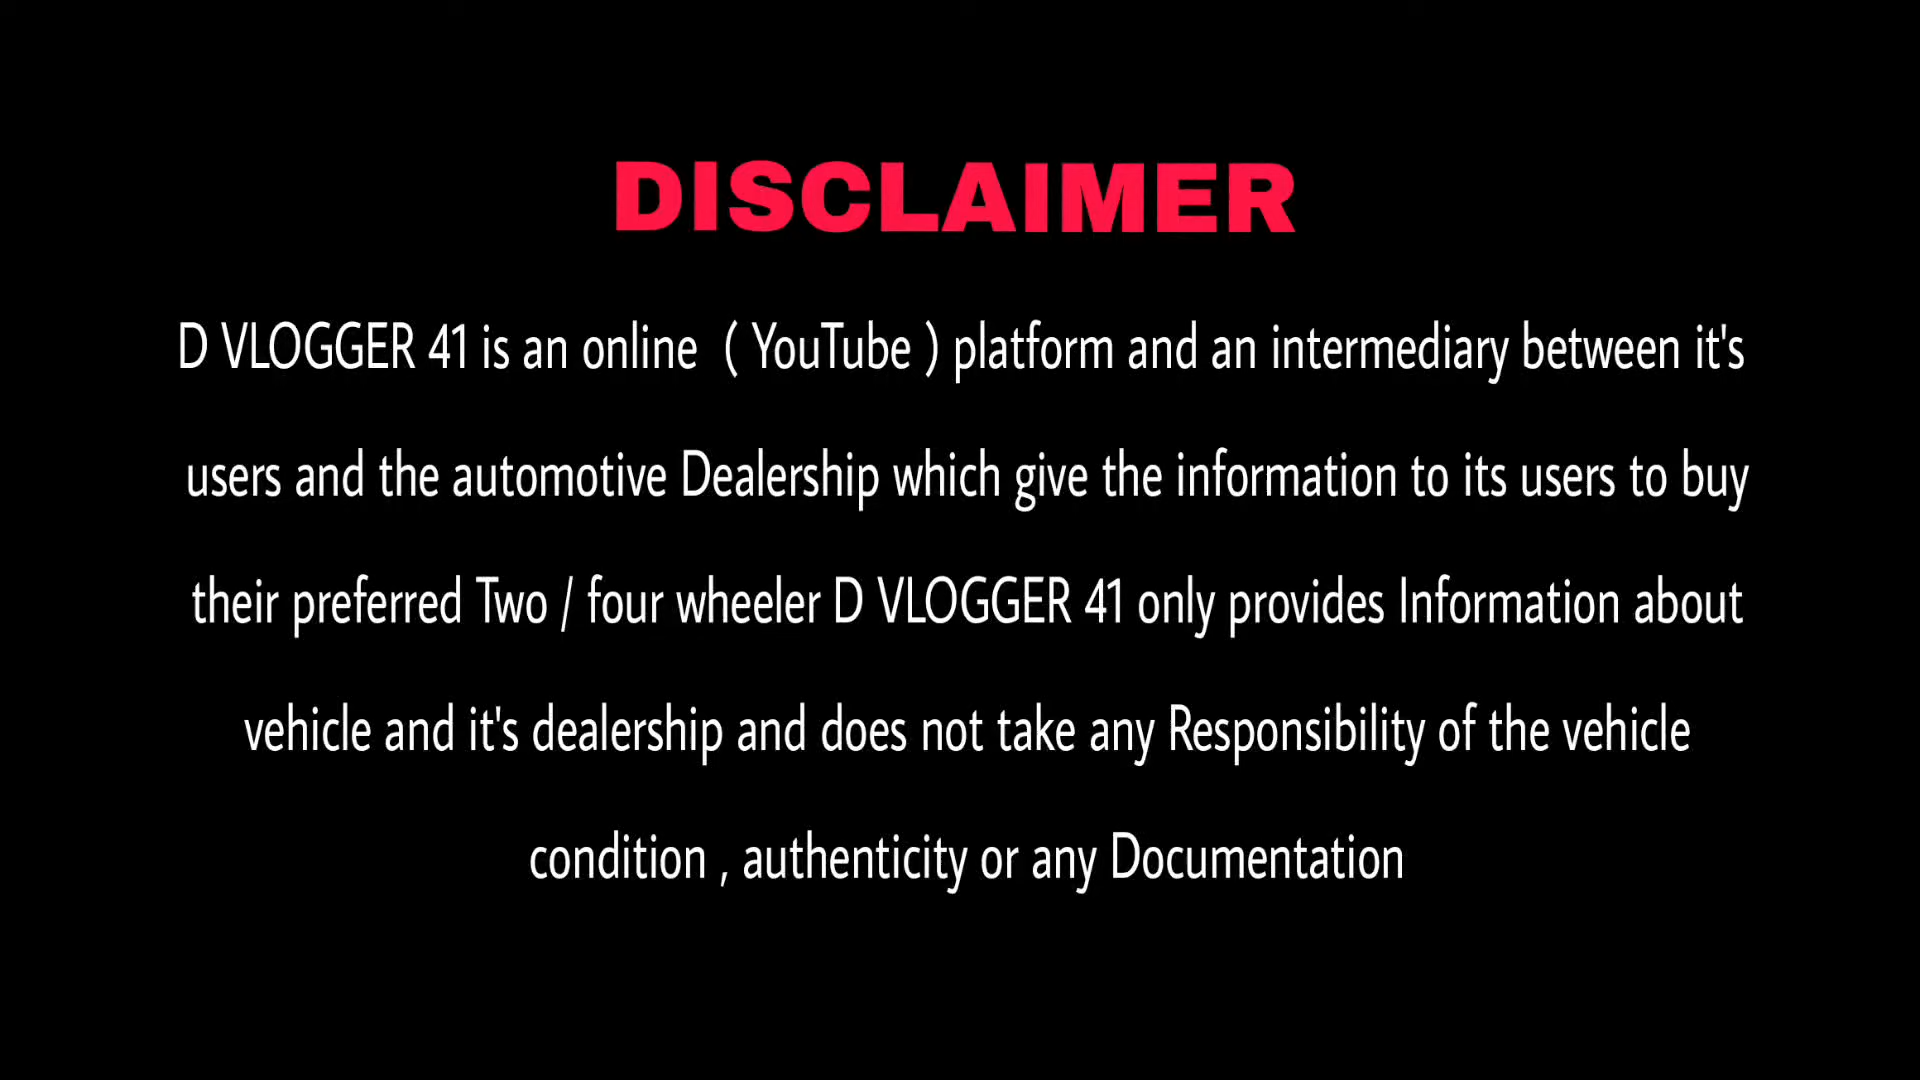 DISCLAIMER
D VLOGGER 41 is an online ( YouTube ) platform and an intermediary between it's
users and the automotive Dealership which give the information to its users to buy
their preferred Two / four wheeler D VLOGGER 41 only provides Information about
vehicle and it's dealership and does not take any Responsibility of the vehicle
condition , authenticity or any Documentation